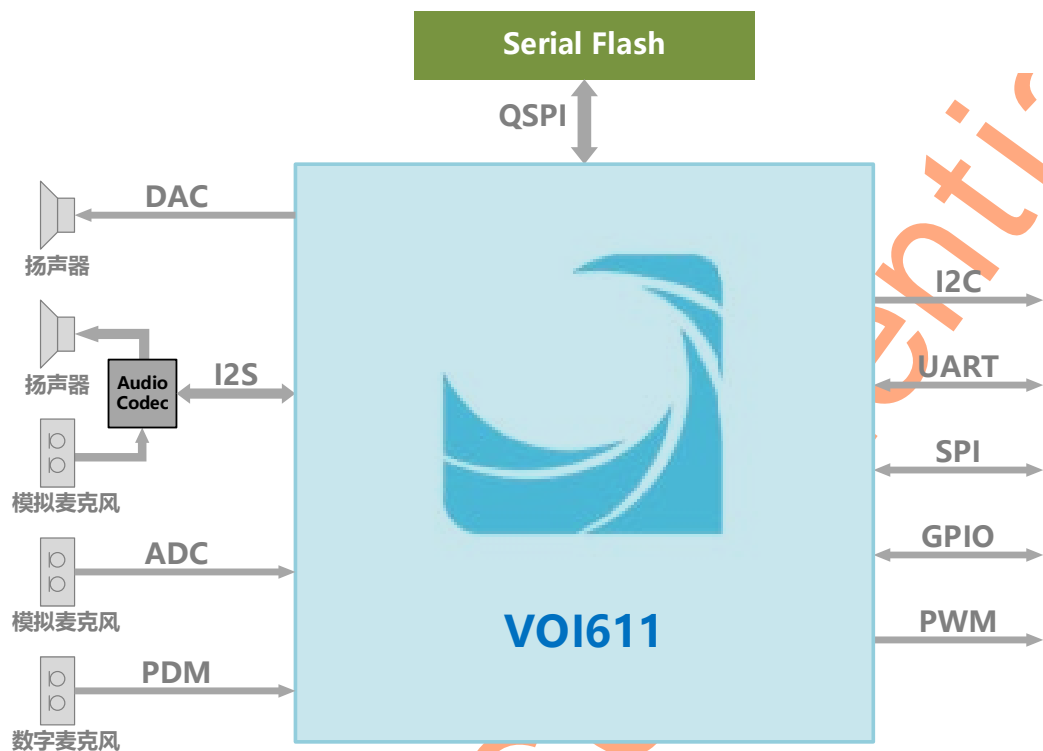 Serial Flash
QSPI
DAC
扬声器
扬声器
Audio
Codec
I2S
模拟麦克风
ADC
模拟麦克风
PDM
数字麦克风
VOI611
I2C
UART
SPI
GPIO
PWM